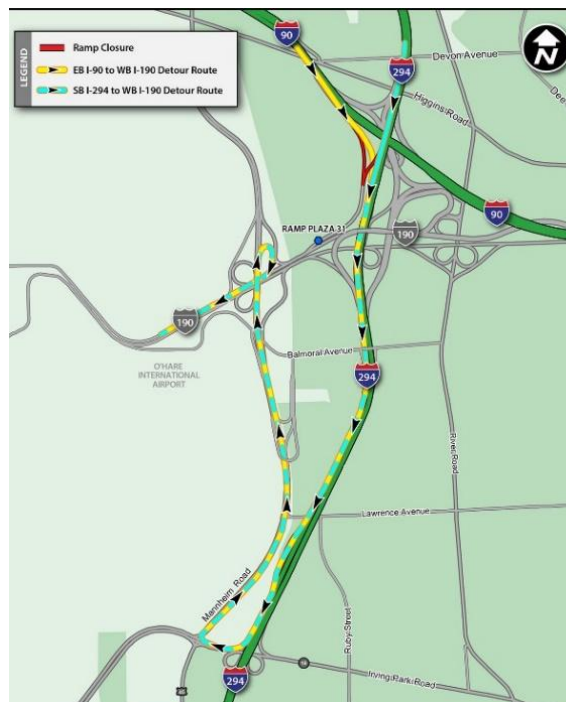 LEGEND
Ramp Closure
EB I-90 to WB I-190 Detour Route
SB I-294 to WB I-190 Detour Route
N
90
294
Devon Avenue
Higgins Road
90
190
RAMP PLAZA 31
190
O'HARE
INTERNATIONAL
AIRPORT
Balmoral Avenue
294
River Road
Lawrence Avenue
Mannheim Road
Ruby Street
Irving Park Road
294